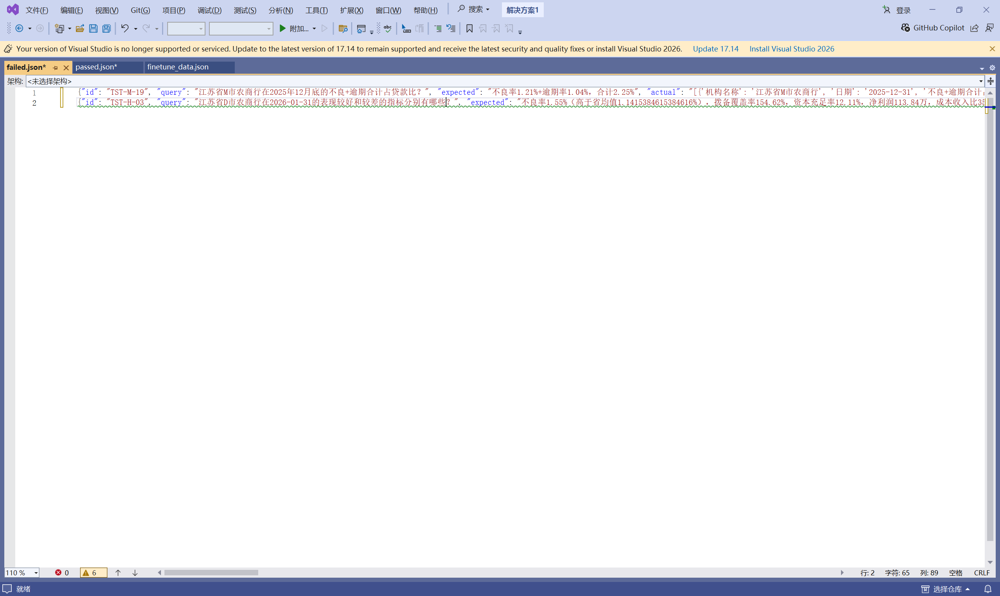 文件(F) 编辑(E) 视图(V) Git(G) 项目(P) 调试(D) 测试(S) 分析(N) 工具(T) 扩展(X) 窗口(W) 帮助(H) 搜索 解决方案1 登录
附加... abc GitHub Copilot
Your version of Visual Studio is no longer supported or serviced. Update to the latest version of 17.14 to remain supported and receive the latest security and quality fixes or install Visual Studio 2026. Update 17.14 Install Visual Studio 2026
failed.json* passed.json* finetune_data.json
架构: <未选择架构>
1 {"id": "TST-M-19", "query": "江苏省M市农商行在2025年12月底的不良+逾期合计占贷款比？", "expected": "不良率1.21%+逾期率1.04%，合计2.25%", "actual": "[{'机构名称': '江苏省M市农商行', '日期': '2025-12-31', '不良+逾期合计
2 {"id": "TST-H-03", "query": "江苏省D市农商行在2026-01-31的表现较好和较差的指标分别有哪些？", "expected": "不良率1.55%（高于省均值1.1415384615384616%），拨备覆盖率154.62%，资本充足率12.11%，净利润113.84万，成本收入比35
110 % 0 6 行: 2 字符: 65 列: 89 空格 CRLF
就绪 选择仓库